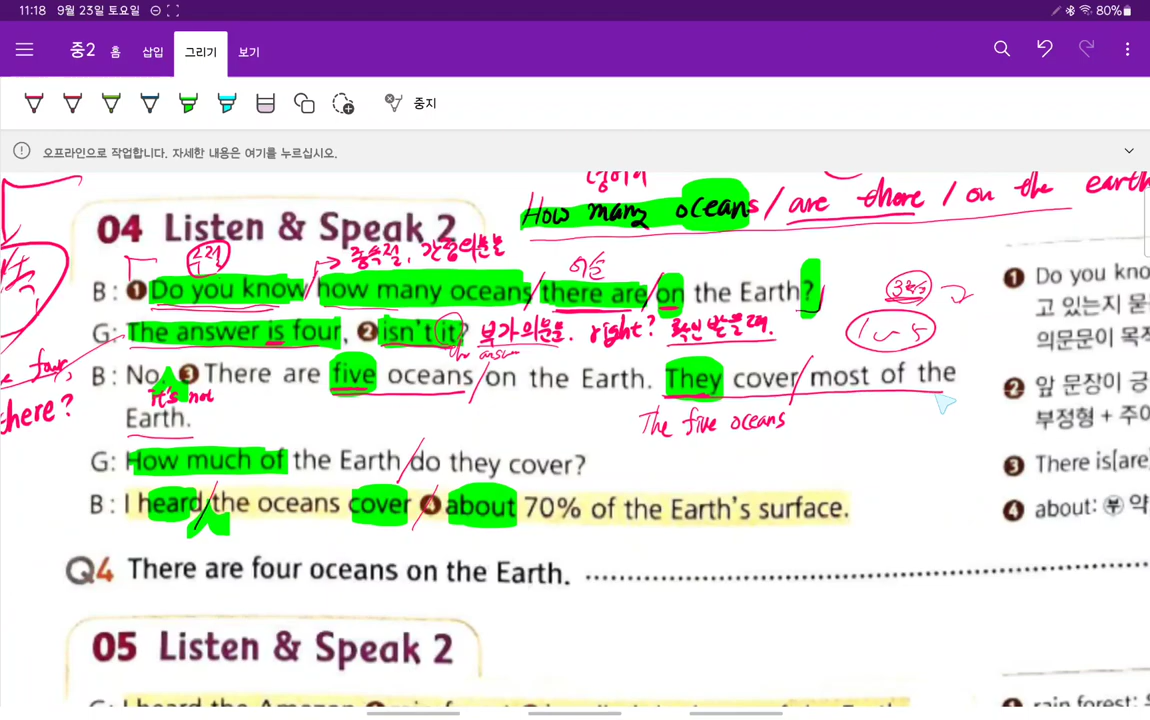 11:18 9월 23일 토요일 80%
중2 홈 삽입 그리기 보기
중지
오프라인으로 작업합니다. 자세한 내용은 여기를 누르십시오.
How many oceans / are there / on the earth
04 Listen & Speak 2
종속절, 간접의문문
B: ❶ Do you know / how many oceans / there are / on the Earth?
❶ Do you kno
고 있는지 묻
의문문이 목적
G: The answer is four, ❷ isn't it? 부가의문문. right? 확신 받을 때.
1~5
the answer
four,
there?
B: No. ❸ There are five oceans / on the Earth. They cover / most of the
it's not
Earth.
The five oceans
❷ 앞 문장이 긍
부정형 + 주어
G: How much of the Earth / do they cover?
❸ There is[are]
B: I heard / the oceans cover ❹ about 70% of the Earth's surface.
❹ about: 부 약
Q4 There are four oceans on the Earth.
05 Listen & Speak 2